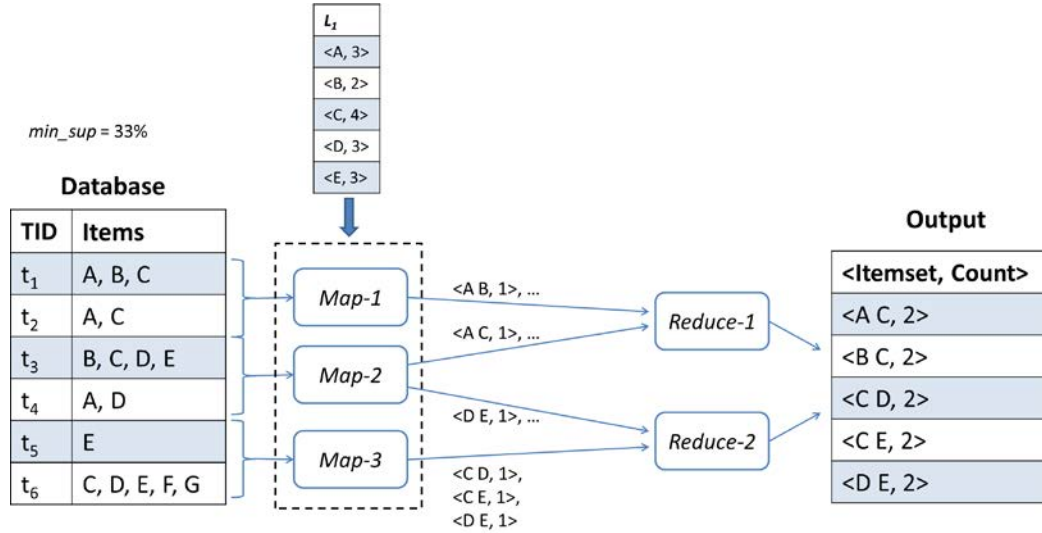 L1
<A, 3>
<B, 2>
<C, 4>
<D, 3>
<E, 3>
min_sup = 33%
Database
TID Items
t1 A, B, C
t2 A, C
t3 B, C, D, E
t4 A, D
t5 E
t6 C, D, E, F, G
Map-1
Map-2
Map-3
<A B, 1>, ...
<A C, 1>, ...
<D E, 1>, ...
<C D, 1>,
<C E, 1>,
<D E, 1>
Reduce-1
Reduce-2
Output
<Itemset, Count>
<A C, 2>
<B C, 2>
<C D, 2>
<C E, 2>
<D E, 2>